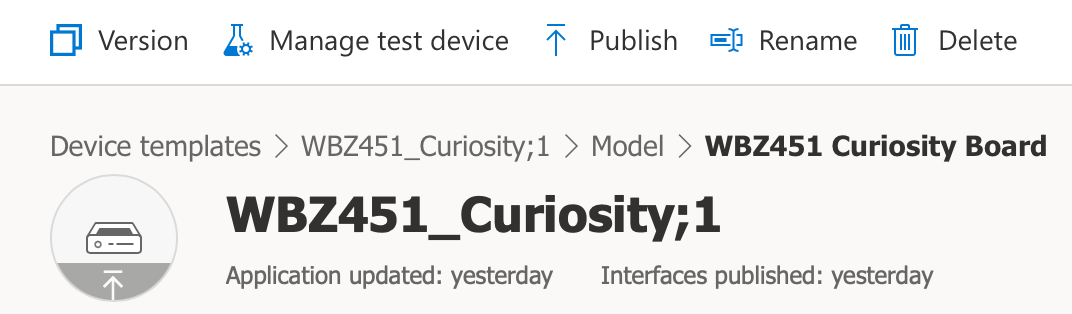 Version Manage test device Publish Rename Delete
Device templates > WBZ451_Curiosity;1 > Model > WBZ451 Curiosity Board
WBZ451_Curiosity;1
Application updated: yesterday Interfaces published: yesterday